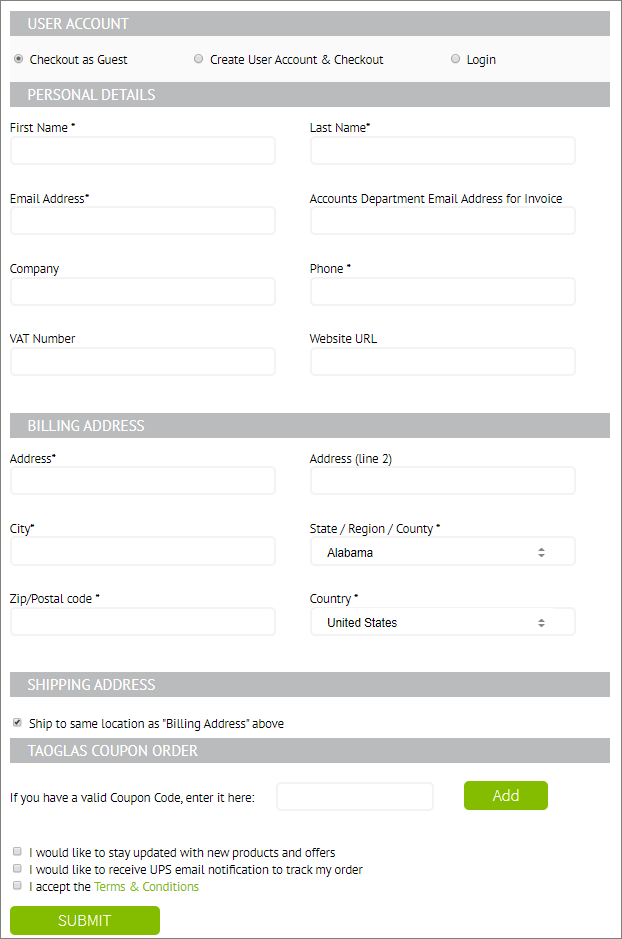 USER ACCOUNT
Checkout as Guest Create User Account & Checkout Login
PERSONAL DETAILS
First Name * Last Name*
Email Address* Accounts Department Email Address for Invoice
Company Phone *
VAT Number Website URL
BILLING ADDRESS
Address* Address (line 2)
City* State / Region / County *
Alabama
Zip/Postal code * Country *
United States
SHIPPING ADDRESS
Ship to same location as "Billing Address" above
TAOGLAS COUPON ORDER
If you have a valid Coupon Code, enter it here: Add
I would like to stay updated with new products and offers
I would like to receive UPS email notification to track my order
I accept the Terms & Conditions
SUBMIT